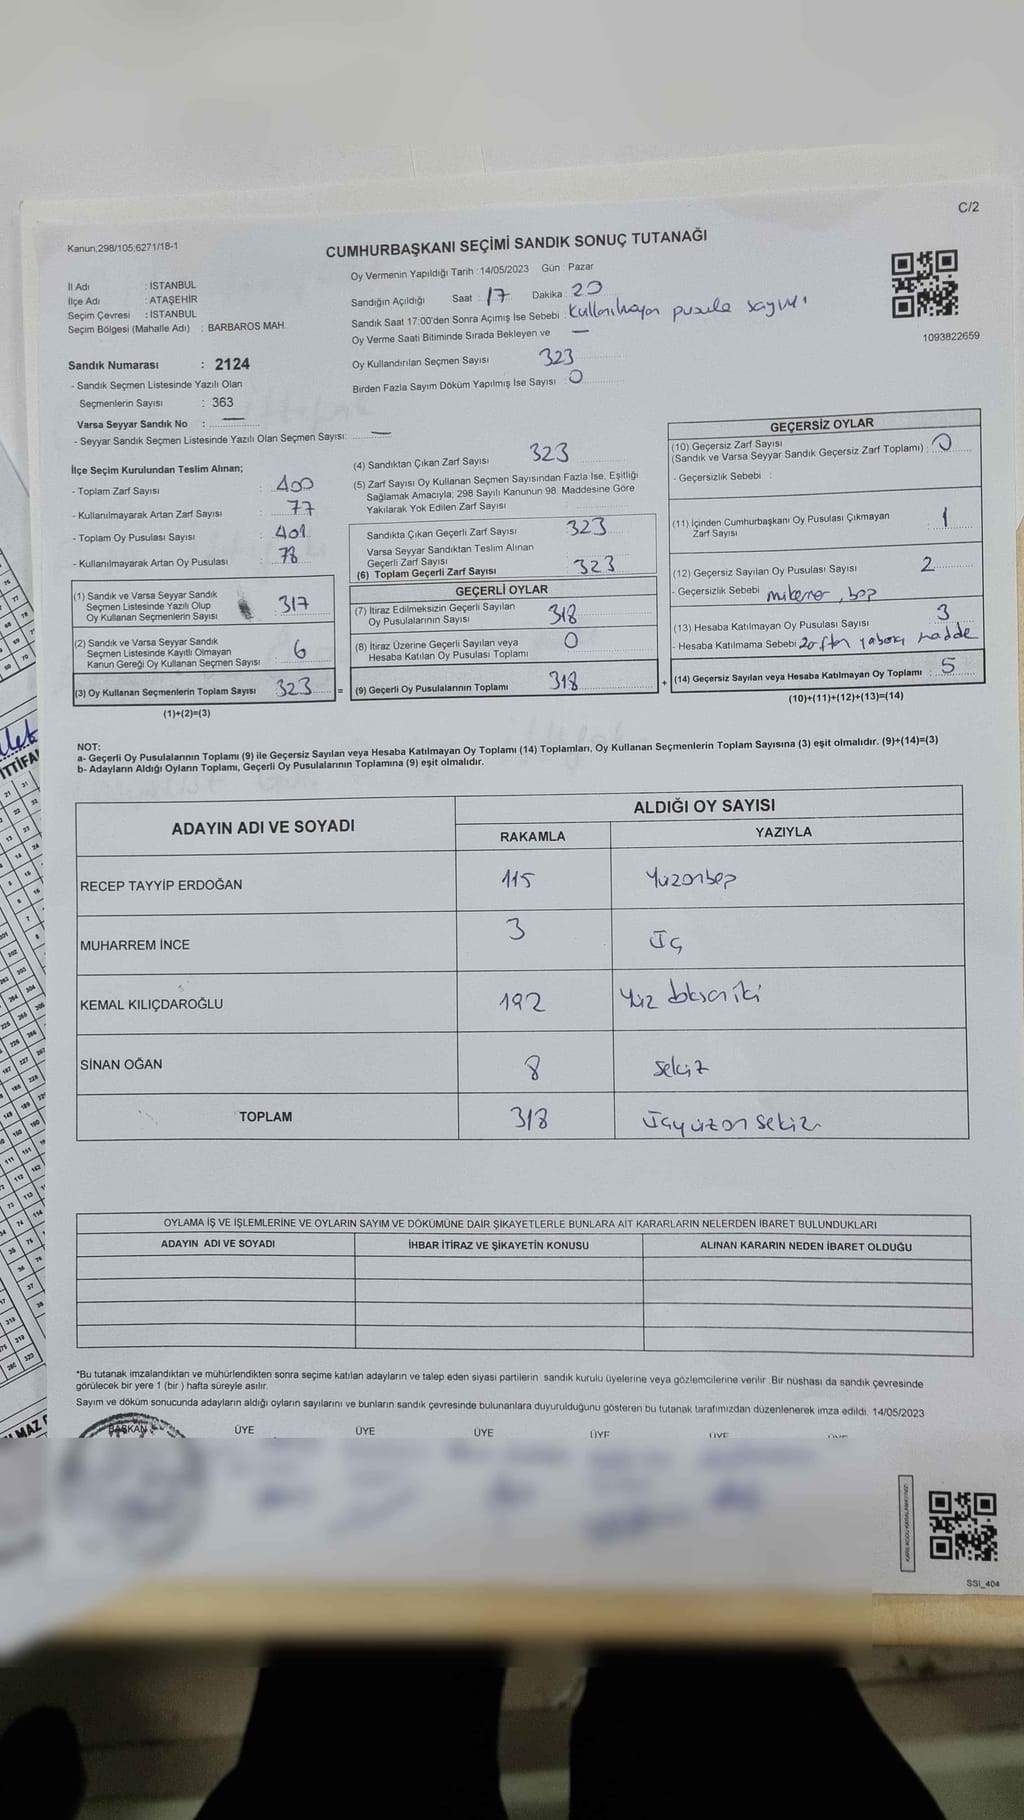 C/2
Kanun;298/105;6271/18-1
CUMHURBAŞKANI SEÇİMİ SANDIK SONUÇ TUTANAĞI
İl Adı : İSTANBUL
İlçe Adı : ATAŞEHİR
Seçim Çevresi : İSTANBUL
Seçim Bölgesi (Mahalle Adı) : BARBAROS MAH.
Oy Vermenin Yapıldığı Tarih : 14/05/2023 Gün : Pazar
Sandığın Açıldığı Saat : 17 Dakika : 20
Sandık Saat 17:00'den Sonra Açımış İse Sebebi : Kullanılmayan pusula sayımı
Oy Verme Saati Bitiminde Sırada Bekleyen ve —
Oy Kullandırılan Seçmen Sayısı 323
Birden Fazla Sayım Döküm Yapılmış İse Sayısı : 0
1093822659
Sandık Numarası : 2124
- Sandık Seçmen Listesinde Yazılı Olan
Seçmenlerin Sayısı : 363
Varsa Seyyar Sandık No : —
- Seyyar Sandık Seçmen Listesinde Yazılı Olan Seçmen Sayısı: —
İlçe Seçim Kurulundan Teslim Alınan;
- Toplam Zarf Sayısı : 400
- Kullanılmayarak Artan Zarf Sayısı : 77
- Toplam Oy Pusulası Sayısı : 401
- Kullanılmayarak Artan Oy Pusulası : 78
(1) Sandık ve Varsa Seyyar Sandık
Seçmen Listesinde Yazılı Olup
Oy Kullanan Seçmenlerin Sayısı : 317
(2) Sandık ve Varsa Seyyar Sandık
Seçmen Listesinde Kayıtlı Olmayan
Kanun Gereği Oy Kullanan Seçmen Sayısı : 6
(3) Oy Kullanan Seçmenlerin Toplam Sayısı 323 =
(1)+(2)=(3)
(4) Sandıktan Çıkan Zarf Sayısı 323
(5) Zarf Sayısı Oy Kullanan Seçmen Sayısından Fazla İse, Eşitliği
Sağlamak Amacıyla; 298 Sayılı Kanunun 98. Maddesine Göre
Yakılarak Yok Edilen Zarf Sayısı
Sandıkta Çıkan Geçerli Zarf Sayısı 323
Varsa Seyyar Sandıktan Teslim Alınan
Geçerli Zarf Sayısı
(6) Toplam Geçerli Zarf Sayısı 323
GEÇERLİ OYLAR
(7) İtiraz Edilmeksizin Geçerli Sayılan
Oy Pusulalarının Sayısı 318
(8) İtiraz Üzerine Geçerli Sayılan veya
Hesaba Katılan Oy Pusulası Toplamı 0
(9) Geçerli Oy Pusulalarının Toplamı 318 +
GEÇERSİZ OYLAR
(10) Geçersiz Zarf Sayısı
(Sandık ve Varsa Seyyar Sandık Geçersiz Zarf Toplamı) : 0
- Geçersizlik Sebebi :
(11) İçinden Cumhurbaşkanı Oy Pusulası Çıkmayan
Zarf Sayısı 1
(12) Geçersiz Sayılan Oy Pusulası Sayısı 2
- Geçersizlik Sebebi
(13) Hesaba Katılmayan Oy Pusulası Sayısı 3
- Hesaba Katılmama Sebebi zarftan yabancı madde
(14) Geçersiz Sayılan veya Hesaba Katılmayan Oy Toplamı : 5
(10)+(11)+(12)+(13)=(14)
NOT:
a- Geçerli Oy Pusulalarının Toplamı (9) ile Geçersiz Sayılan veya Hesaba Katılmayan Oy Toplamı (14) Toplamları, Oy Kullanan Seçmenlerin Toplam Sayısına (3) eşit olmalıdır. (9)+(14)=(3)
b- Adayların Aldığı Oyların Toplamı, Geçerli Oy Pusulalarının Toplamına (9) eşit olmalıdır.
ADAYIN ADI VE SOYADI
ALDIĞI OY SAYISI
RAKAMLA YAZIYLA
RECEP TAYYİP ERDOĞAN 115 Yüzonbeş
MUHARREM İNCE 3 Üç
KEMAL KILIÇDAROĞLU 192 Yüz doksan iki
SİNAN OĞAN 8 Sekiz
TOPLAM 318 Üçyüzon sekiz
OYLAMA İŞ VE İŞLEMLERİNE VE OYLARIN SAYIM VE DÖKÜMÜNE DAİR ŞİKAYETLERLE BUNLARA AİT KARARLARIN NELERDEN İBARET BULUNDUKLARI
ADAYIN ADI VE SOYADI İHBAR İTİRAZ VE ŞİKAYETİN KONUSU ALINAN KARARIN NEDEN İBARET OLDUĞU
*Bu tutanak imzalandıktan ve mühürlendikten sonra seçime katılan adayların ve talep eden siyasi partilerin sandık kurulu üyelerine veya gözlemcilerine verilir. Bir nüshası da sandık çevresinde
görülecek bir yere 1 (bir ) hafta süreyle asılır.
Sayım ve döküm sonucunda adayların aldığı oyların sayılarını ve bunların sandık çevresinde bulunanlara duyurulduğunu gösteren bu tutanak tarafımızdan düzenlenerek imza edildi. 14/05/2023
BAŞKAN ÜYE ÜYE ÜYE ÜYE ÜYE
SSİ_404